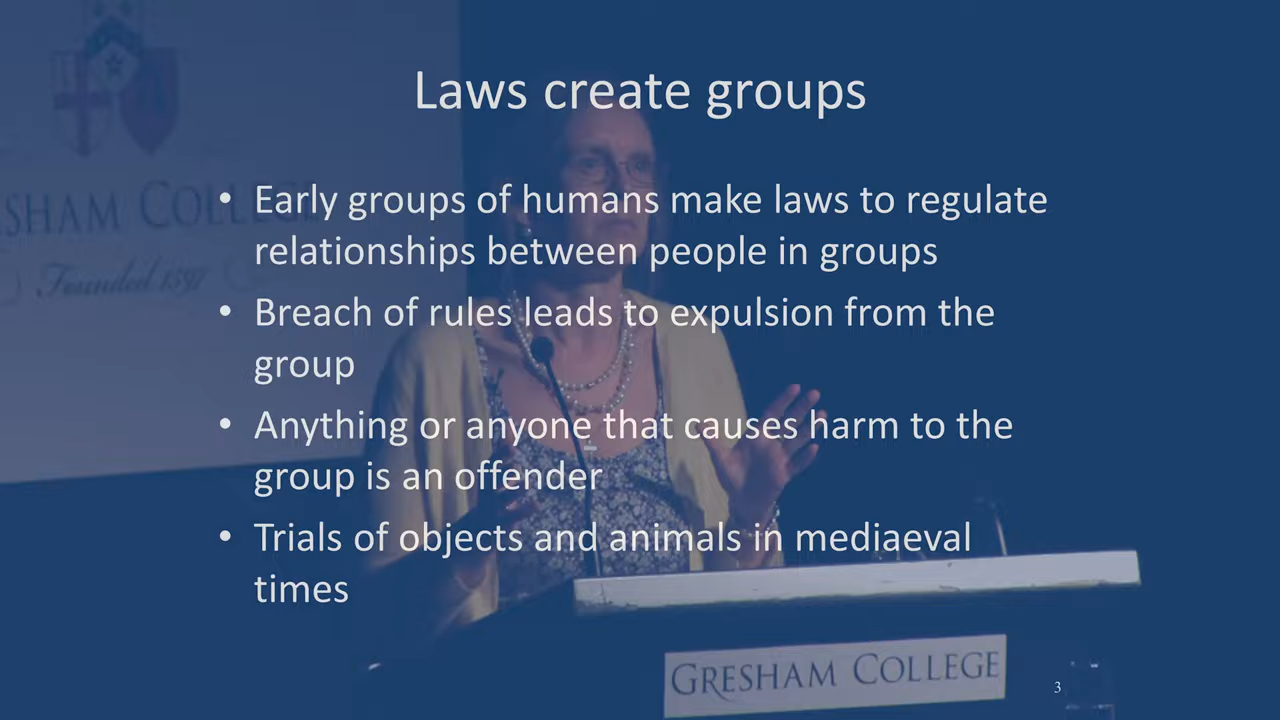 Laws create groups
• Early groups of humans make laws to regulate
relationships between people in groups
• Breach of rules leads to expulsion from the
group
• Anything or anyone that causes harm to the
group is an offender
• Trials of objects and animals in mediaeval
times
SHAM COLLEGE
Founded 1597
GRESHAM COLLEGE
3